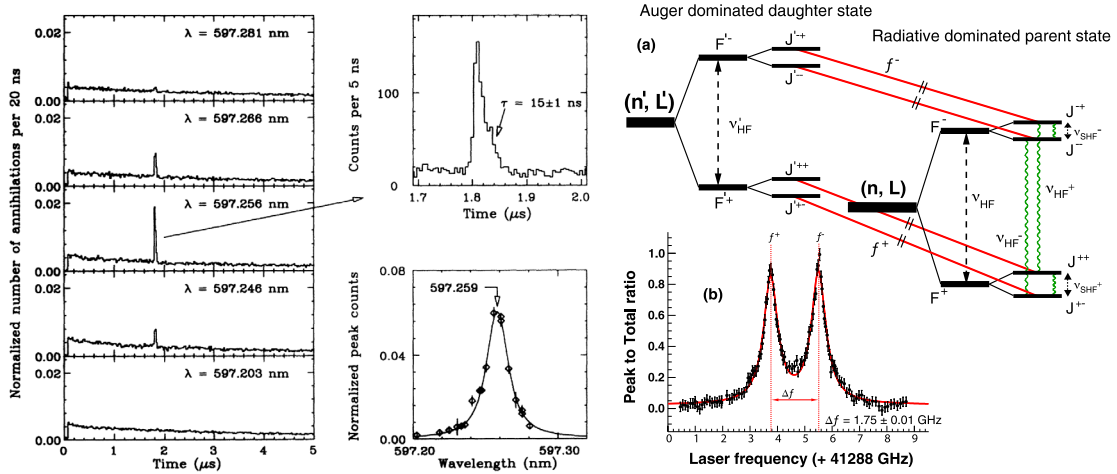 Normalized number of annihilations per 20 ns
0.02
λ = 597.281 nm
0.00
0.02
λ = 597.266
0.00
0.02
λ = 597.256
0.00
0.02
λ = 597.246
0.00
0.02
λ = 597.203
0.00
0 1 2 3 4 5
Time (μs)
Counts per 5 ns
100
0
τ = 15±1 ns
1.7 1.8 1.9 2.0
Time (μs)
Normalized peak counts
0.08
0.04
0.00
597.259
597.20 597.30
Wavelength (nm)
Auger dominated daughter state
Radiative dominated parent state
(a)
F'-
J'-+
J'--
f-
(n', L')
ν'HF
F'+
J'++
J'+-
f+
(n, L)
F-
J-+
J--
νSHF-
νHF
νHF+
νHF-
F+
J++
J+-
νSHF+
(b)
f+ f-
Peak to Total ratio
1.0
0.8
0.6
0.4
0.2
0.0
Δf
Δf = 1.75 ± 0.01 GHz
0 1 2 3 4 5 6 7 8 9
Laser frequency (+ 41288 GHz)